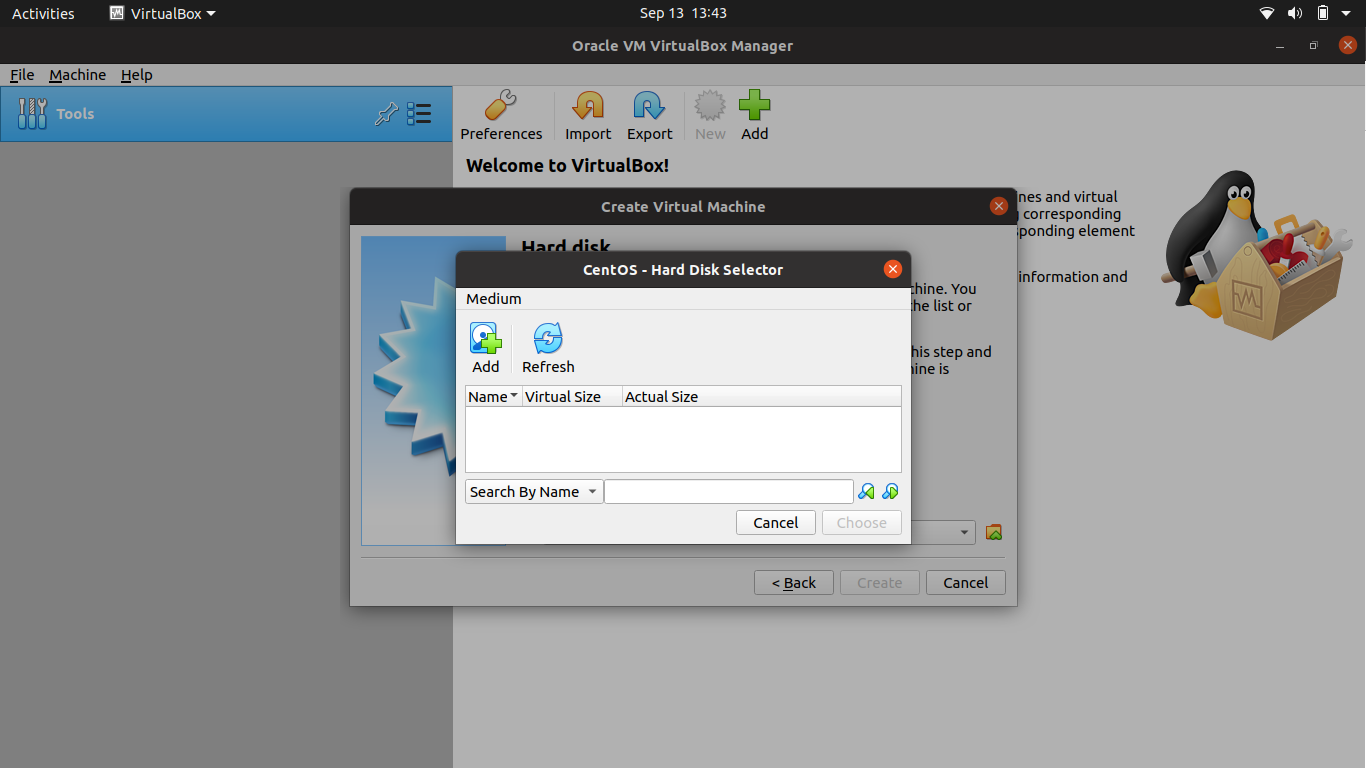 Activities VirtualBox Sep 13 13:43
Oracle VM VirtualBox Manager
File Machine Help
Tools
Preferences Import Export New Add
Welcome to VirtualBox!
nes and virtual
corresponding
sponding element
information and
Create Virtual Machine
Hard disk
chine. You
the list or
his step and
hine is
CentOS - Hard Disk Selector
Medium
Add Refresh
Name Virtual Size Actual Size
Search By Name
Cancel Choose
< Back Create Cancel